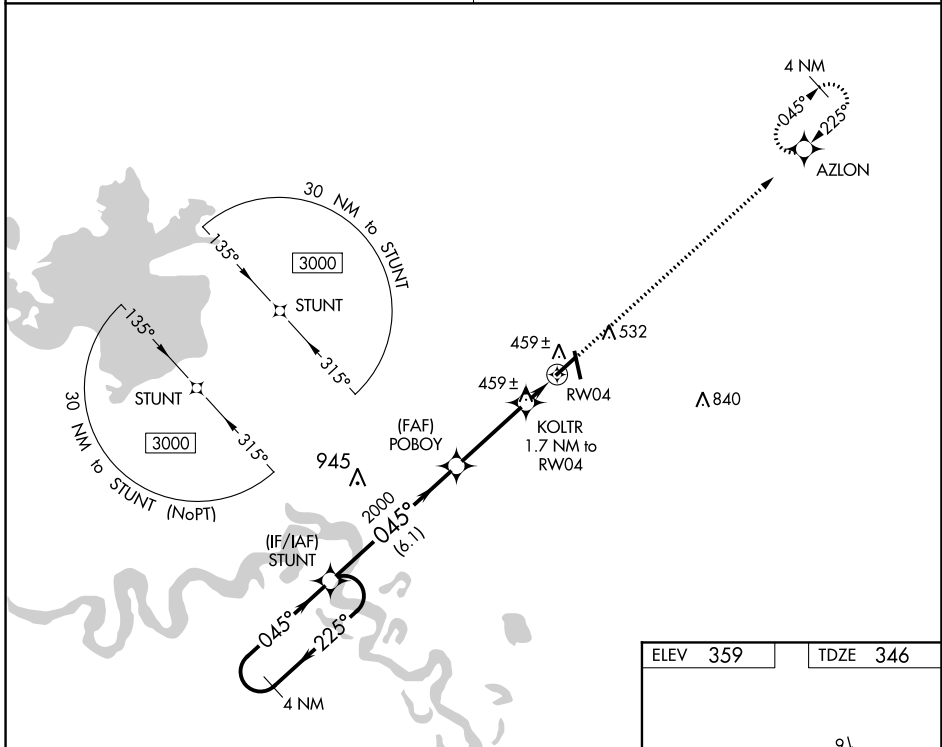 4 NM
045°
225°
AZLON
30 NM to STUNT
135°
3000
STUNT
315°
135°
STUNT
3000
315°
30 NM to STUNT (NoPT)
532
459 ±
RW04
459 ±
840
KOLTR
1.7 NM to
RW04
(FAF)
POBOY
945
2000
045°
(6.1)
(IF/IAF)
STUNT
045°
225°
4 NM
ELEV 359
TDZE 346